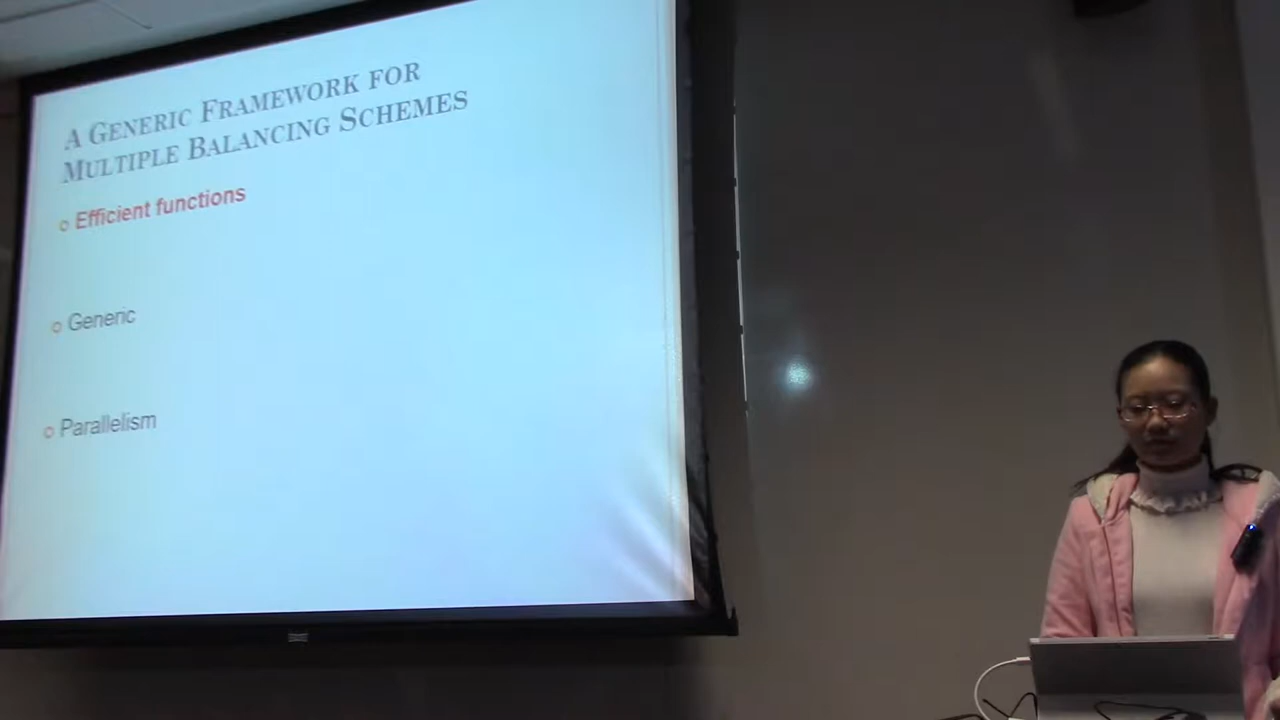 A GENERIC FRAMEWORK FOR
MULTIPLE BALANCING SCHEMES
Efficient functions
Generic
Parallelism